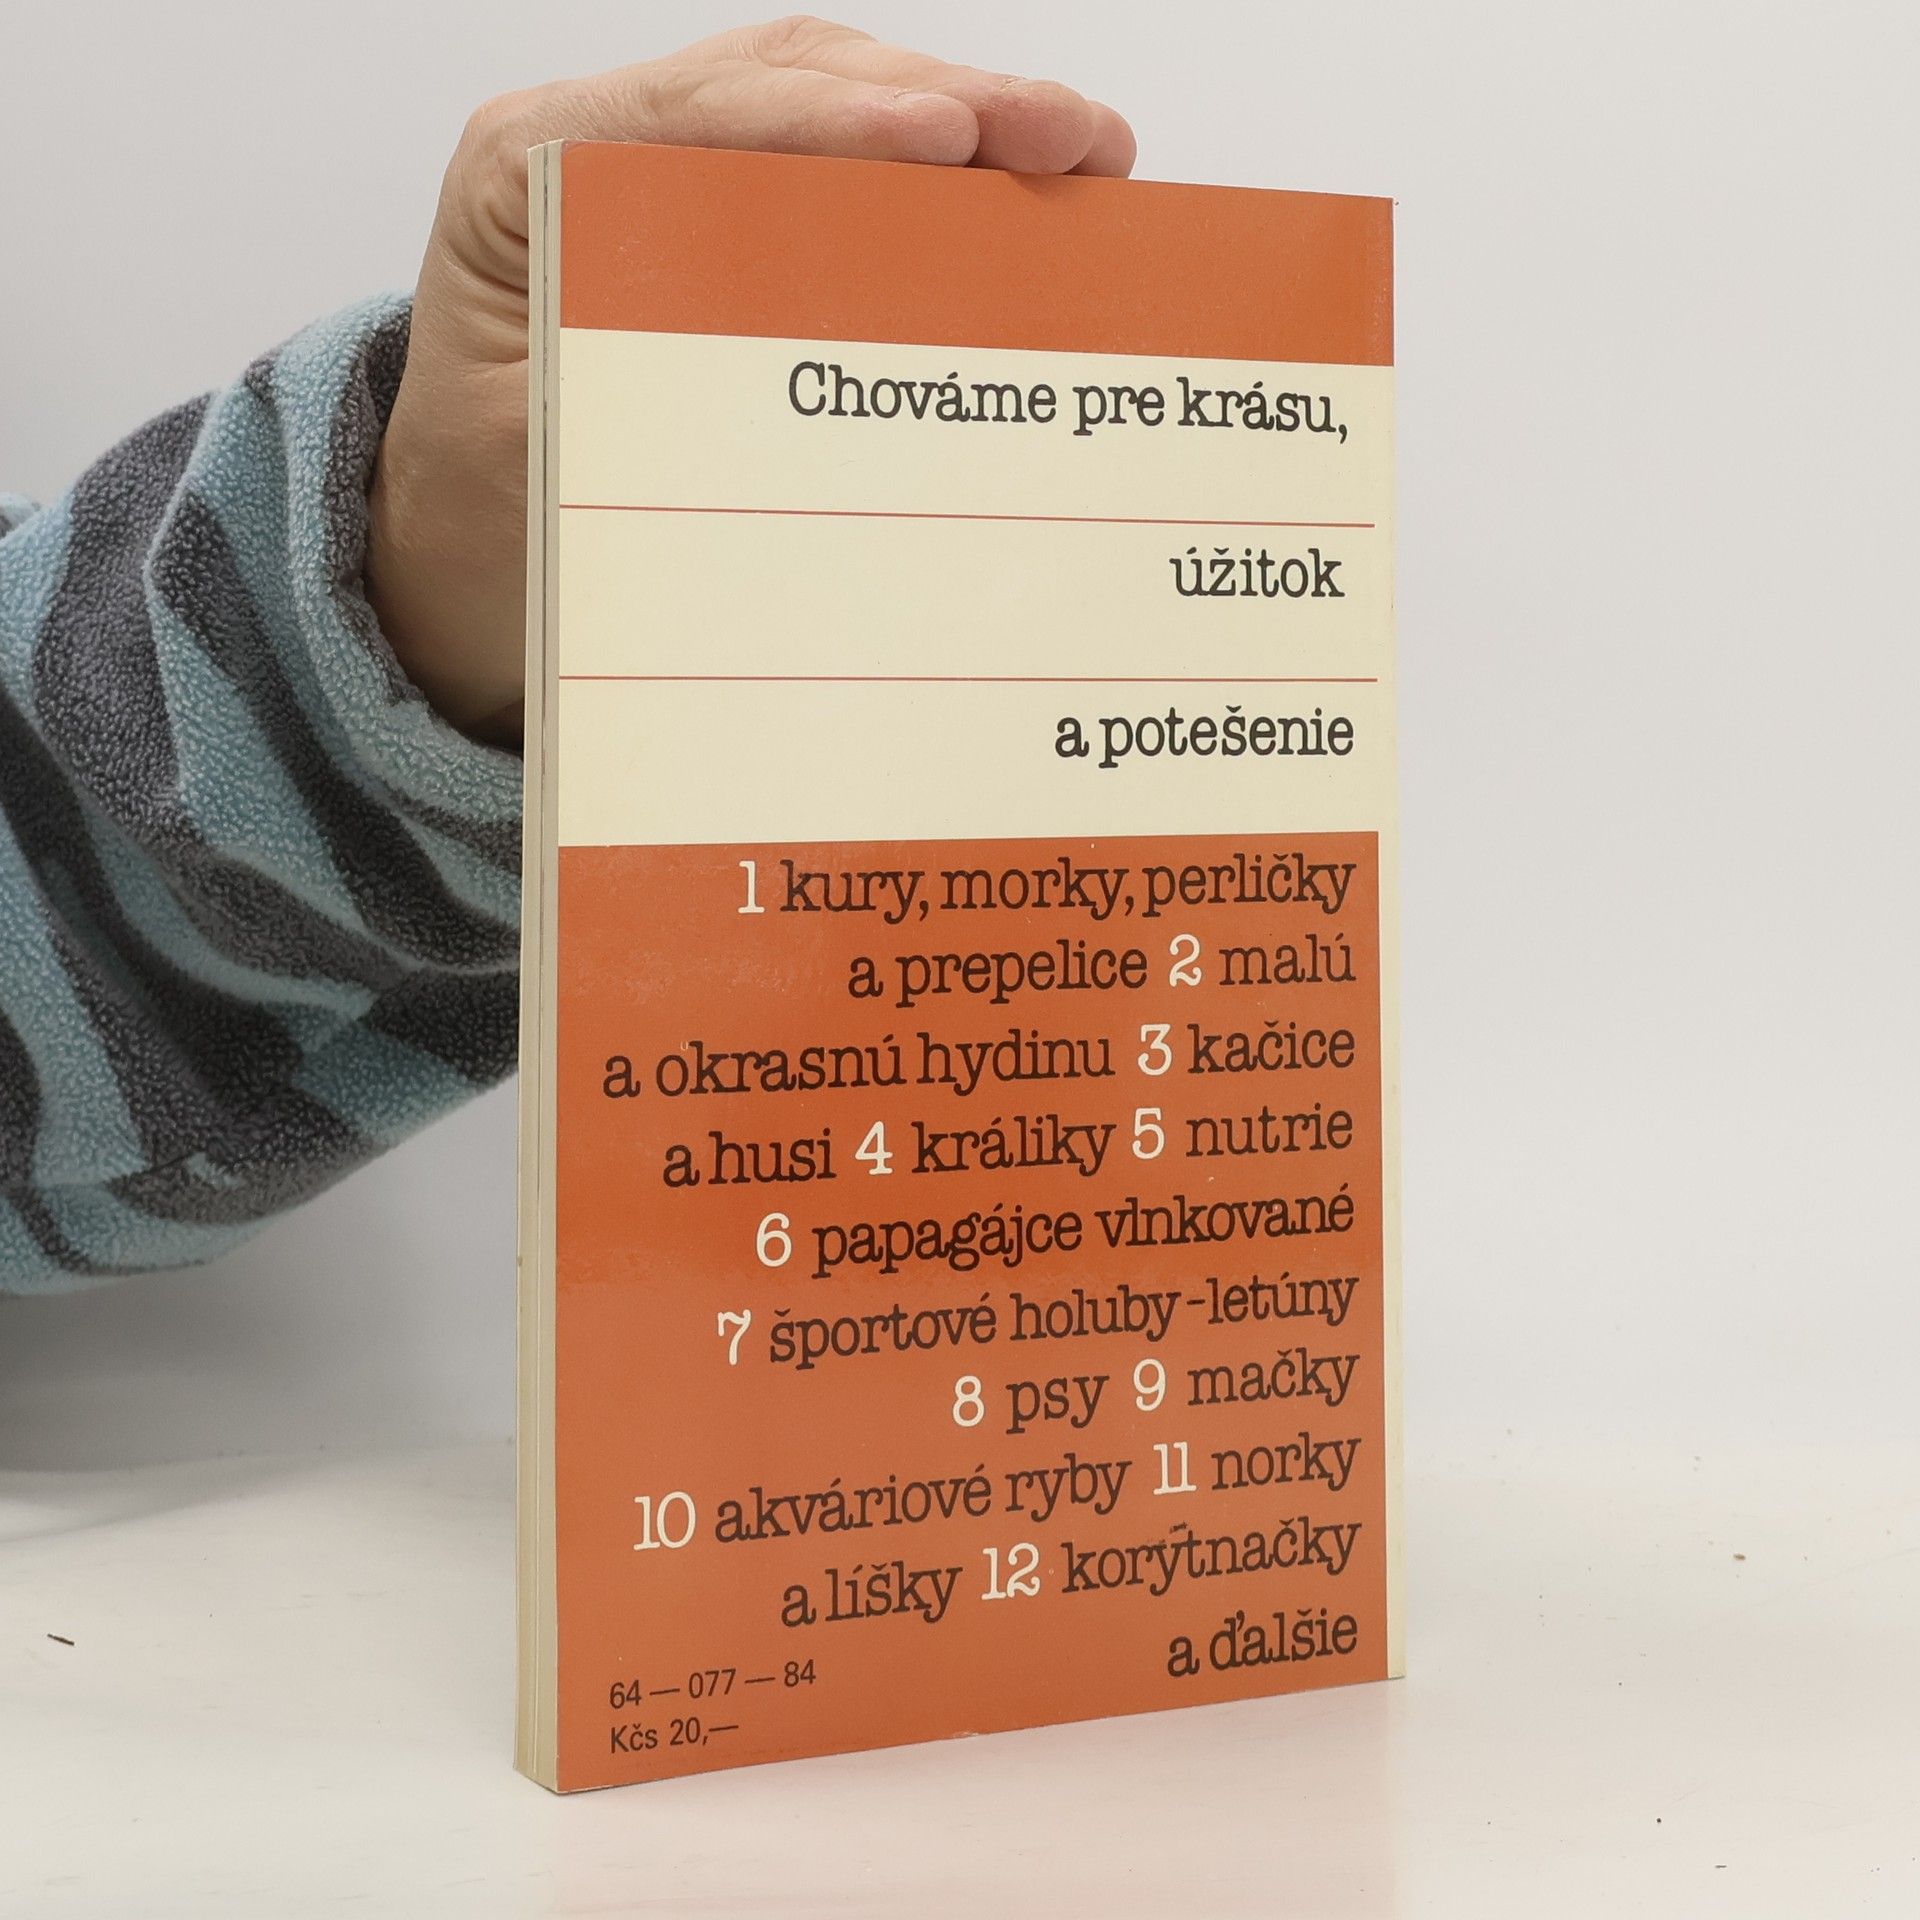 Chováme pre krásu,
úžitok
a potešenie
1 kury, morky, perličky
a prepelice 2 malú
a okrasnú hydinu 3 kačice
a husi 4 králiky 5 nutrie
6 papagájce vlnkované
7 športové holuby-letúny
8 psy 9 mačky
10 akváriové ryby 11 norky
a líšky 12 korytnačky
a ďalšie
64 — 077 — 84
Kčs 20,—